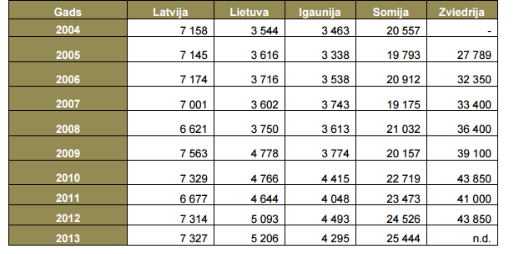 Gads Latvija Lietuva Igaunija Somija Zviedrija
2004 7 158 3 544 3 463 20 557 -
2005 7 145 3 616 3 338 19 793 27 789
2006 7 174 3 716 3 538 20 912 32 350
2007 7 001 3 602 3 743 19 175 33 400
2008 6 621 3 750 3 613 21 032 36 400
2009 7 563 4 778 3 774 20 157 39 100
2010 7 329 4 766 4 415 22 719 43 850
2011 6 677 4 644 4 048 23 473 41 000
2012 7 314 5 093 4 493 24 526 43 850
2013 7 327 5 206 4 295 25 444 n.d.